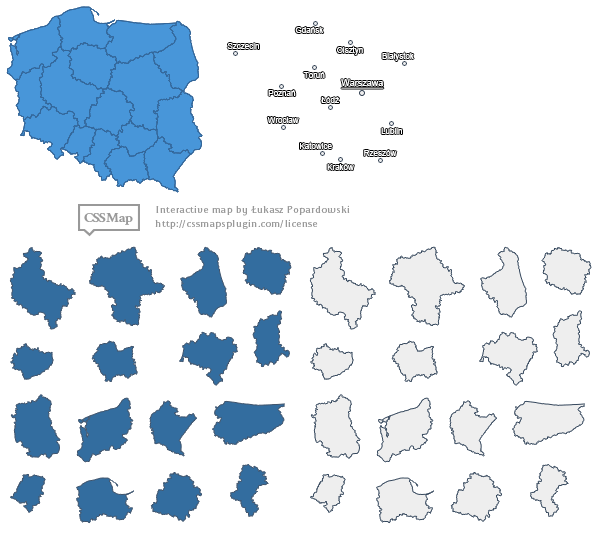 Gdańsk
Szczecin
Olsztyn
Białystok
Toruń
Warszawa
Poznań
Łódź
Wrocław
Lublin
Katowice
Rzeszów
Kraków
CSSMap
Interactive map by Łukasz Popardowski
http://cssmapsplugin.com/license